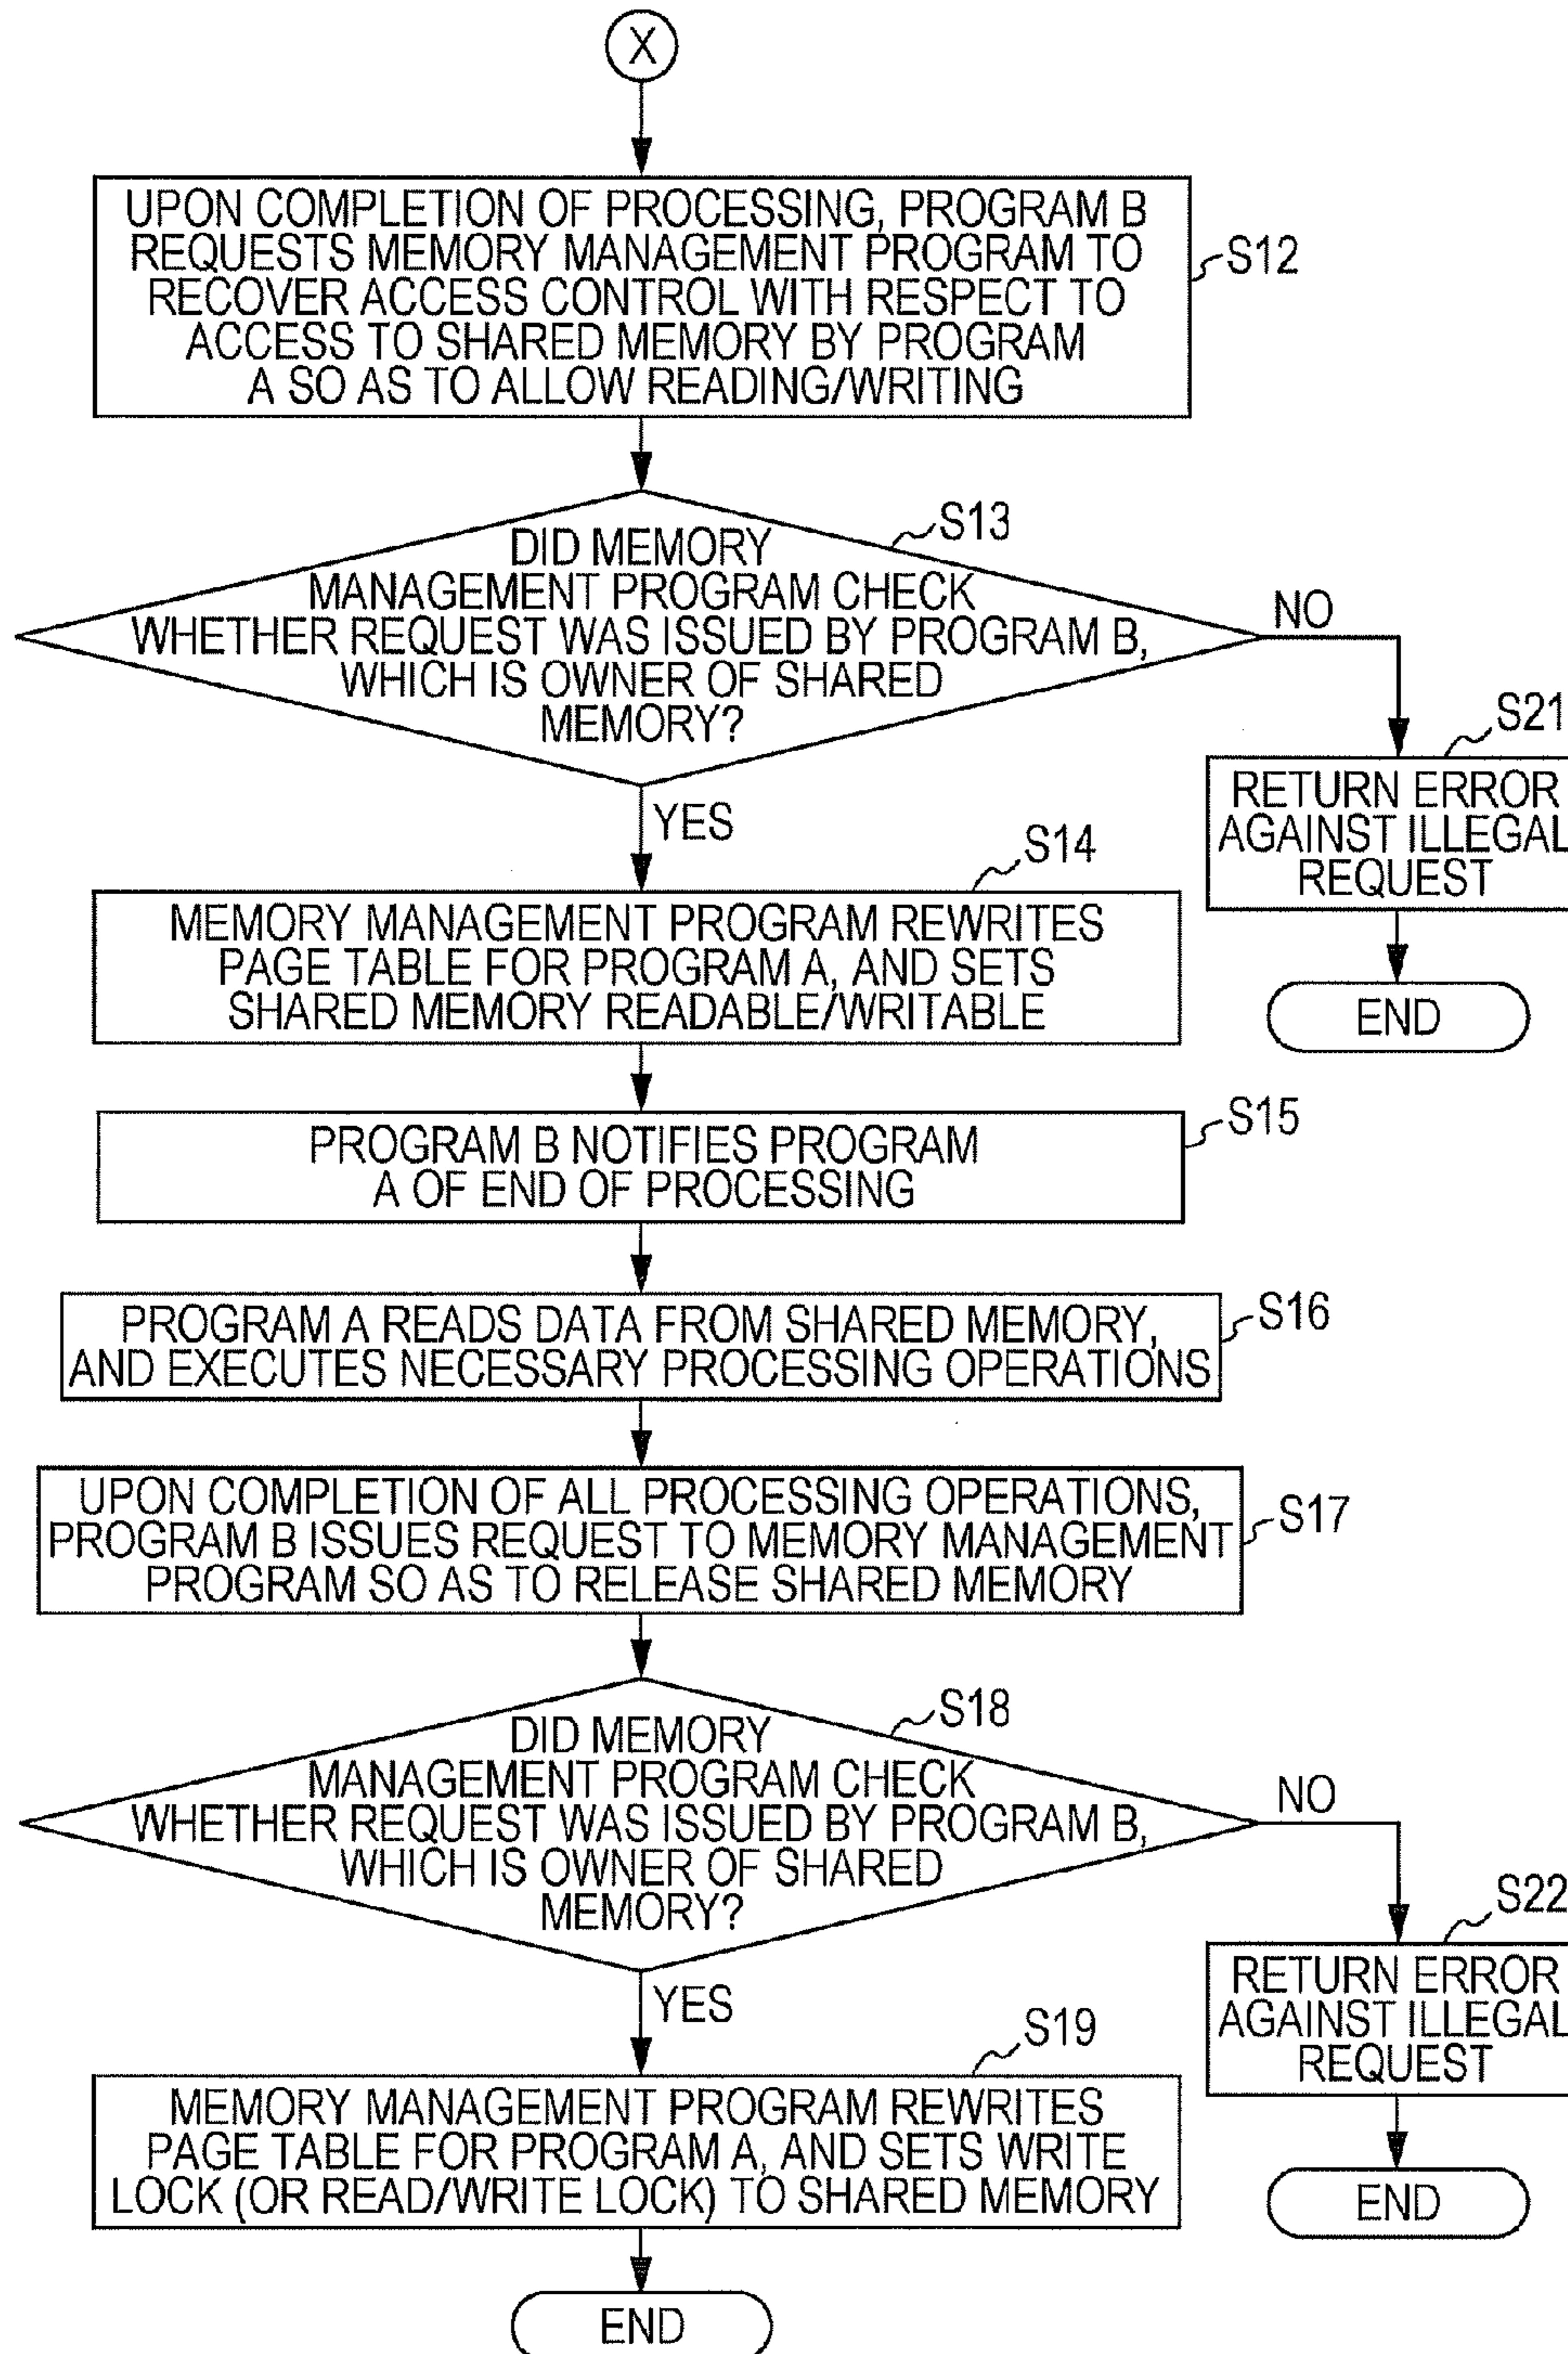 X
UPON COMPLETION OF PROCESSING, PROGRAM B
REQUESTS MEMORY MANAGEMENT PROGRAM TO
RECOVER ACCESS CONTROL WITH RESPECT TO
ACCESS TO SHARED MEMORY BY PROGRAM
A SO AS TO ALLOW READING/WRITING
S12
S13
DID MEMORY
MANAGEMENT PROGRAM CHECK
WHETHER REQUEST WAS ISSUED BY PROGRAM B,
WHICH IS OWNER OF SHARED
MEMORY?
NO
S21
RETURN ERROR
AGAINST ILLEGAL
REQUEST
END
YES
S14
MEMORY MANAGEMENT PROGRAM REWRITES
PAGE TABLE FOR PROGRAM A, AND SETS
SHARED MEMORY READABLE/WRITABLE
S15
PROGRAM B NOTIFIES PROGRAM
A OF END OF PROCESSING
S16
PROGRAM A READS DATA FROM SHARED MEMORY,
AND EXECUTES NECESSARY PROCESSING OPERATIONS
UPON COMPLETION OF ALL PROCESSING OPERATIONS,
PROGRAM B ISSUES REQUEST TO MEMORY MANAGEMENT
PROGRAM SO AS TO RELEASE SHARED MEMORY
S17
S18
DID MEMORY
MANAGEMENT PROGRAM CHECK
WHETHER REQUEST WAS ISSUED BY PROGRAM B,
WHICH IS OWNER OF SHARED
MEMORY?
NO
S22
RETURN ERROR
AGAINST ILLEGAL
REQUEST
END
YES
S19
MEMORY MANAGEMENT PROGRAM REWRITES
PAGE TABLE FOR PROGRAM A, AND SETS WRITE
LOCK (OR READ/WRITE LOCK) TO SHARED MEMORY
END